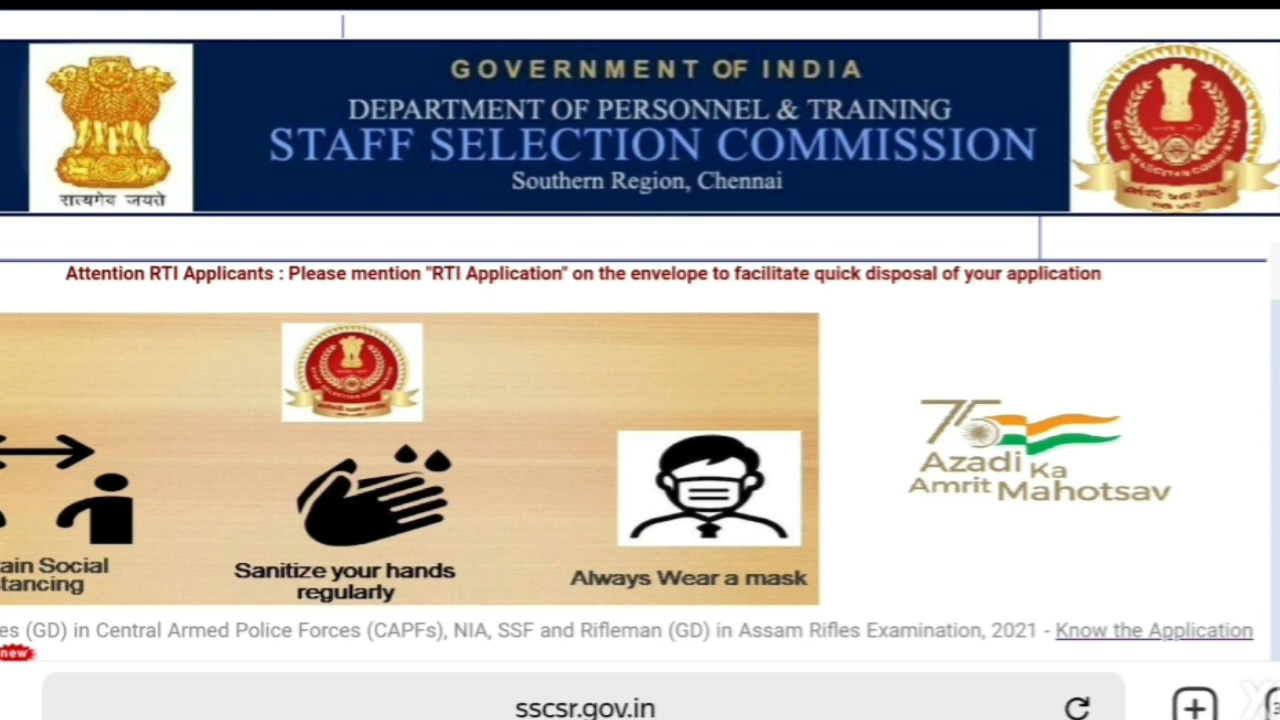 GOVERNMENT OF INDIA
DEPARTMENT OF PERSONNEL & TRAINING
STAFF SELECTION COMMISSION
Southern Region, Chennai
सत्यमेव जयते
Attention RTI Applicants : Please mention "RTI Application" on the envelope to facilitate quick disposal of your application
75
Azadi Ka
Amrit Mahotsav
tain Social
stancing
Sanitize your hands
regularly
Always Wear a mask
es (GD) in Central Armed Police Forces (CAPFs), NIA, SSF and Rifleman (GD) in Assam Rifles Examination, 2021 - Know the Application
new
sscsr.gov.in